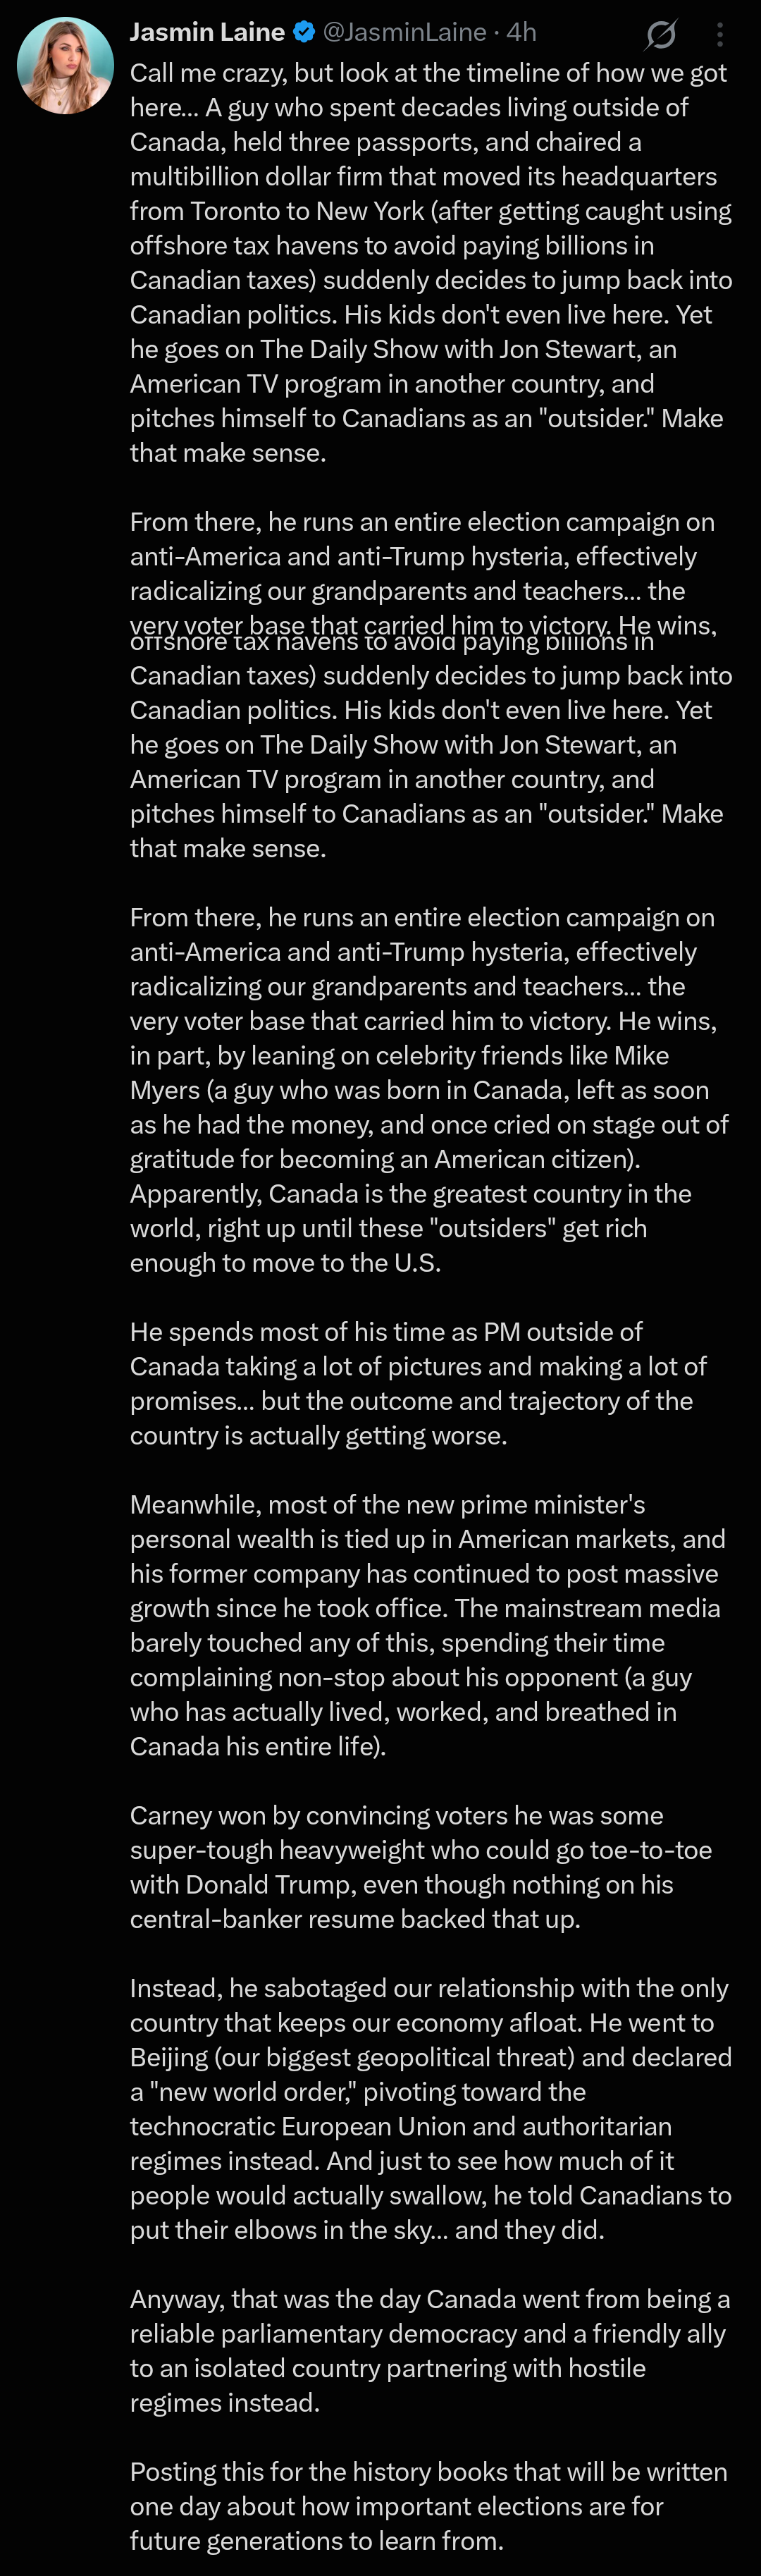 Jasmin Laine @JasminLaine · 4h
Call me crazy, but look at the timeline of how we got
here... A guy who spent decades living outside of
Canada, held three passports, and chaired a
multibillion dollar firm that moved its headquarters
from Toronto to New York (after getting caught using
offshore tax havens to avoid paying billions in
Canadian taxes) suddenly decides to jump back into
Canadian politics. His kids don't even live here. Yet
he goes on The Daily Show with Jon Stewart, an
American TV program in another country, and
pitches himself to Canadians as an "outsider." Make
that make sense.
From there, he runs an entire election campaign on
anti-America and anti-Trump hysteria, effectively
radicalizing our grandparents and teachers... the
very voter base that carried him to victory. He wins,
offshore tax havens to avoid paying billions in
Canadian taxes) suddenly decides to jump back into
Canadian politics. His kids don't even live here. Yet
he goes on The Daily Show with Jon Stewart, an
American TV program in another country, and
pitches himself to Canadians as an "outsider." Make
that make sense.
From there, he runs an entire election campaign on
anti-America and anti-Trump hysteria, effectively
radicalizing our grandparents and teachers... the
very voter base that carried him to victory. He wins,
in part, by leaning on celebrity friends like Mike
Myers (a guy who was born in Canada, left as soon
as he had the money, and once cried on stage out of
gratitude for becoming an American citizen).
Apparently, Canada is the greatest country in the
world, right up until these "outsiders" get rich
enough to move to the U.S.
He spends most of his time as PM outside of
Canada taking a lot of pictures and making a lot of
promises... but the outcome and trajectory of the
country is actually getting worse.
Meanwhile, most of the new prime minister's
personal wealth is tied up in American markets, and
his former company has continued to post massive
growth since he took office. The mainstream media
barely touched any of this, spending their time
complaining non-stop about his opponent (a guy
who has actually lived, worked, and breathed in
Canada his entire life).
Carney won by convincing voters he was some
super-tough heavyweight who could go toe-to-toe
with Donald Trump, even though nothing on his
central-banker resume backed that up.
Instead, he sabotaged our relationship with the only
country that keeps our economy afloat. He went to
Beijing (our biggest geopolitical threat) and declared
a "new world order," pivoting toward the
technocratic European Union and authoritarian
regimes instead. And just to see how much of it
people would actually swallow, he told Canadians to
put their elbows in the sky... and they did.
Anyway, that was the day Canada went from being a
reliable parliamentary democracy and a friendly ally
to an isolated country partnering with hostile
regimes instead.
Posting this for the history books that will be written
one day about how important elections are for
future generations to learn from.